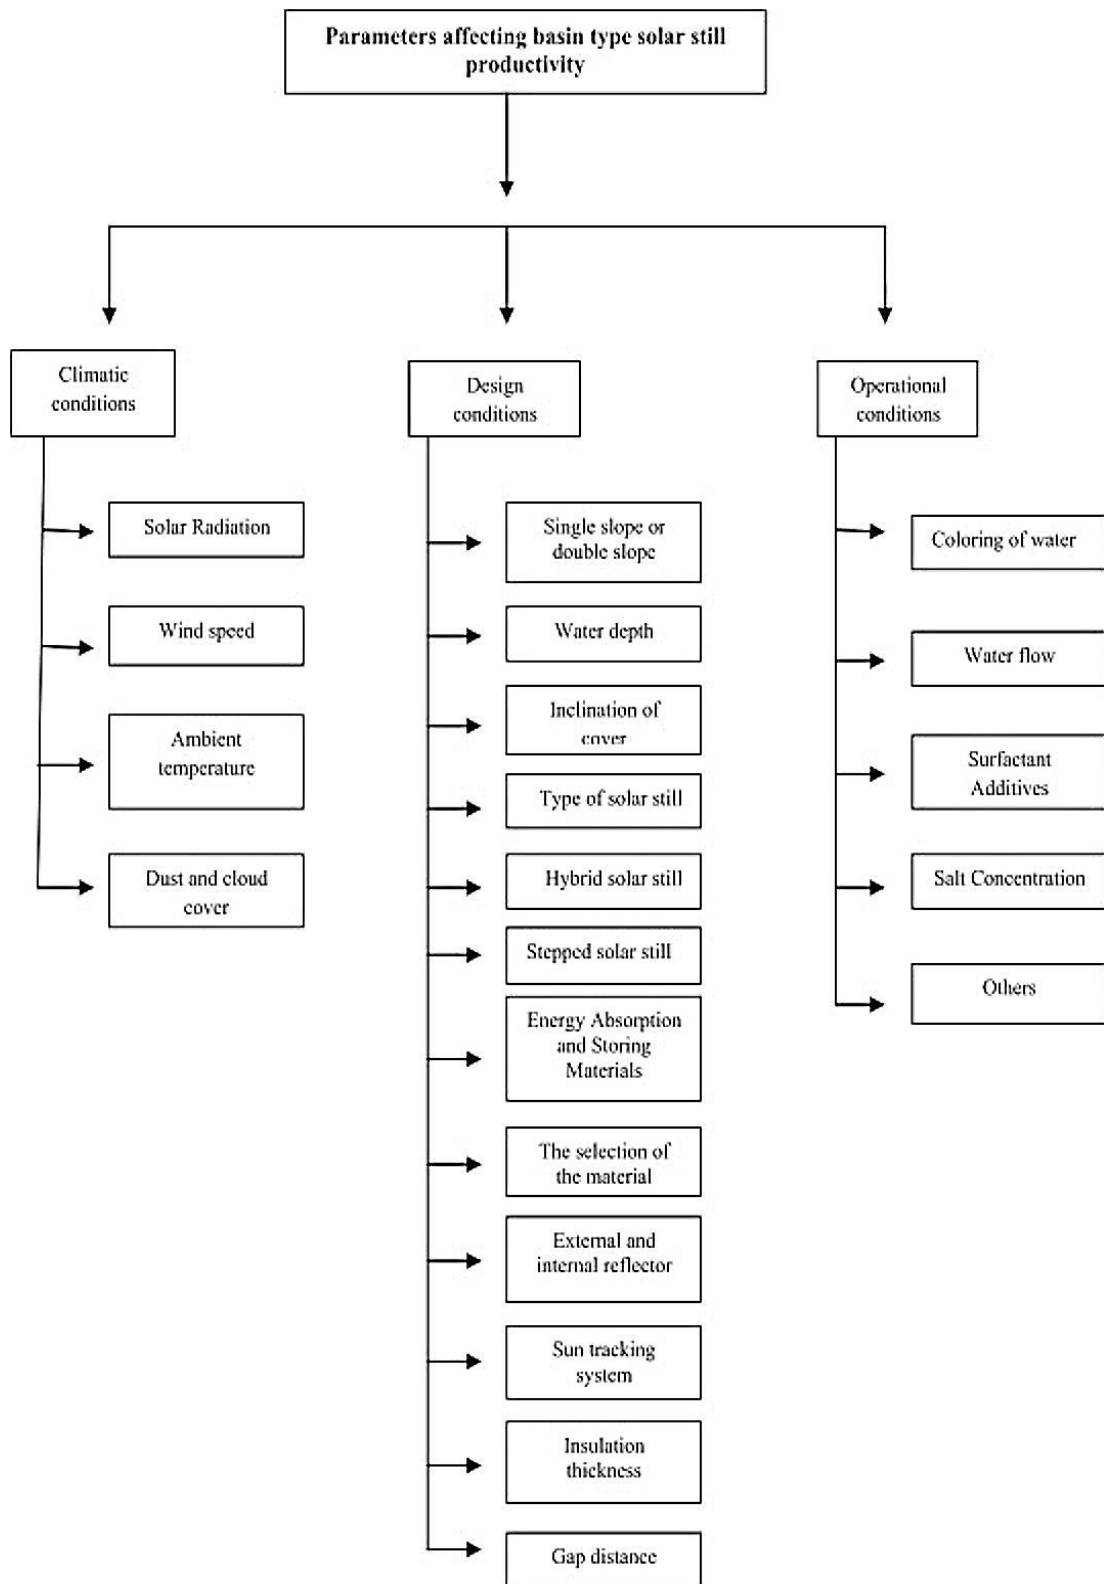 Parameters affecting basin type solar still
productivity
Climatic
conditions
Solar Radiation
Wind speed
Ambient
temperature
Dust and cloud
cover
Design
conditions
Single slope or
double slope
Water depth
Inclination of
cover
Type of solar still
Hybrid solar still
Stepped solar still
Energy Absorption
and Storing
Materials
The selection of
the material
External and
internal reflector
Sun tracking
system
Insulation
thickness
Gap distance
Operational
conditions
Coloring of water
Water flow
Surfactant
Additives
Salt Concentration
Others